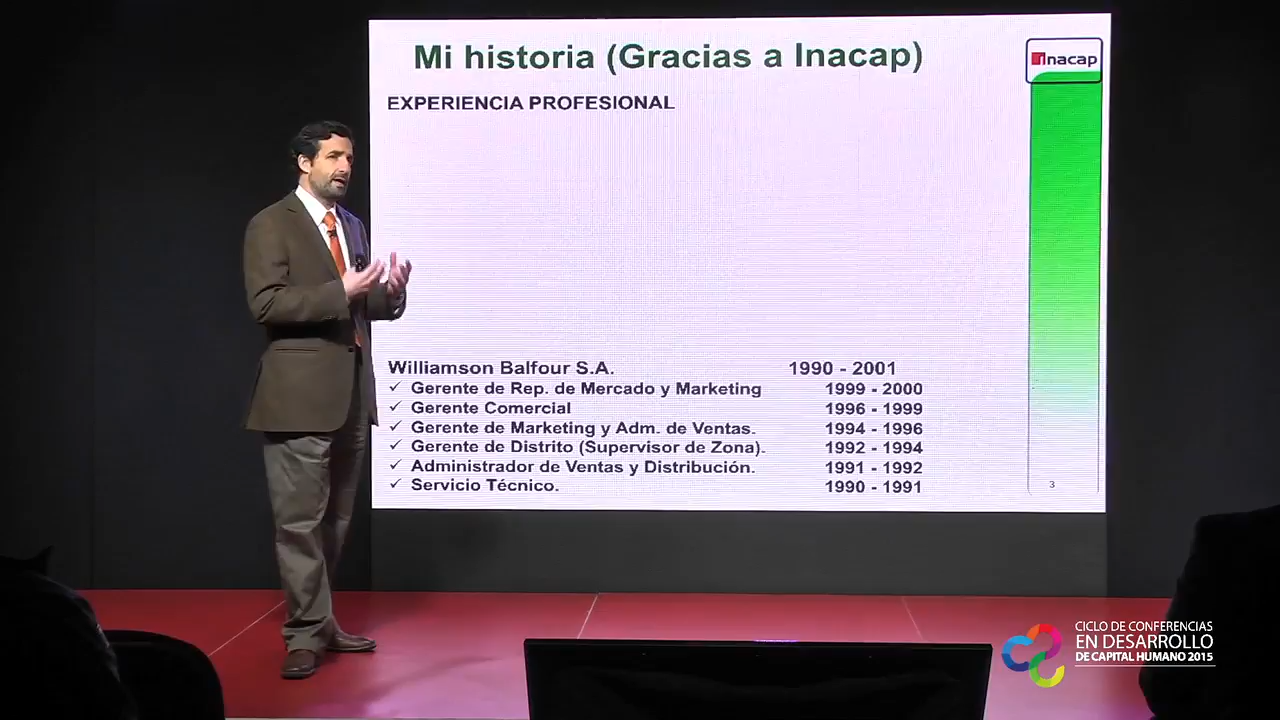 Mi historia (Gracias a Inacap)
Inacap
EXPERIENCIA PROFESIONAL
Williamson Balfour S.A. 1990 - 2001
✓ Gerente de Rep. de Mercado y Marketing 1999 - 2000
✓ Gerente Comercial 1996 - 1999
✓ Gerente de Marketing y Adm. de Ventas. 1994 - 1996
✓ Gerente de Distrito (Supervisor de Zona). 1992 - 1994
✓ Administrador de Ventas y Distribución. 1991 - 1992
✓ Servicio Técnico. 1990 - 1991
3
CICLO DE CONFERENCIAS
EN DESARROLLO
DE CAPITAL HUMANO 2015